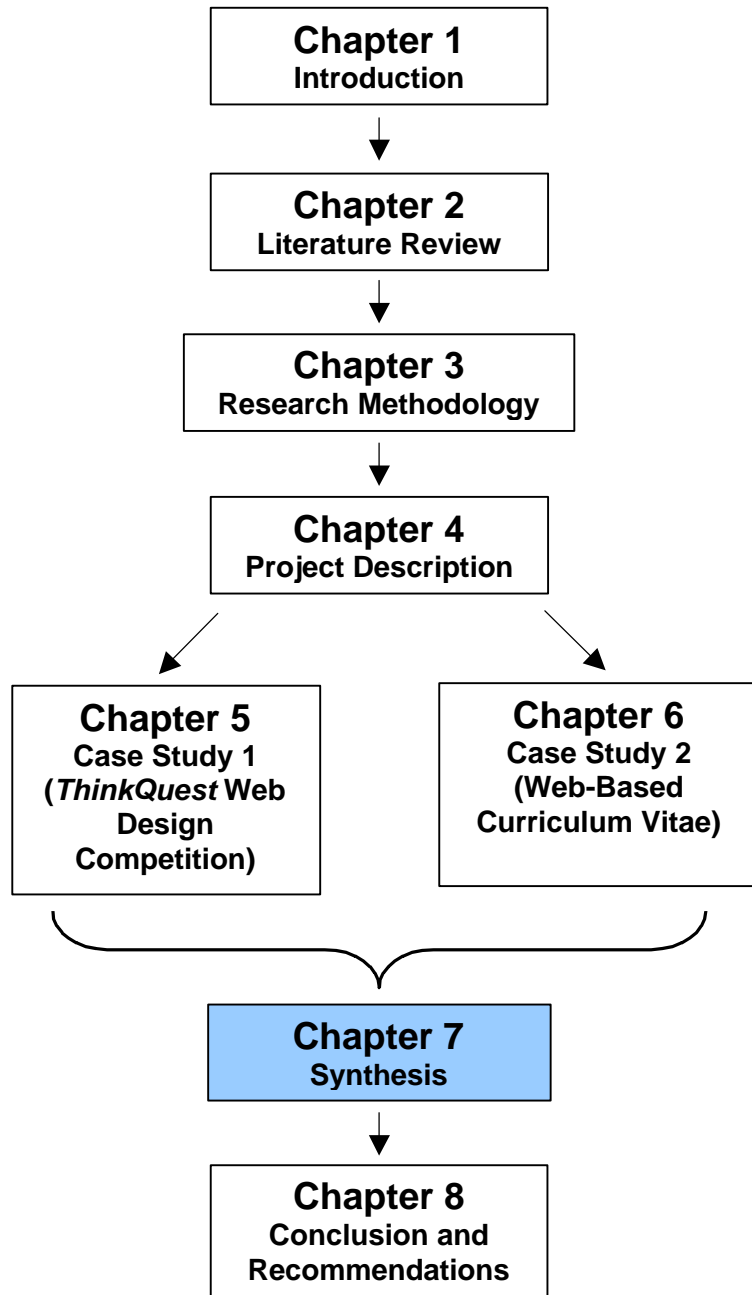 Chapter 1
Introduction
Chapter 2
Literature Review
Chapter 3
Research Methodology
Chapter 4
Project Description
Chapter 5
Case Study 1
(ThinkQuest Web
Design
Competition)
Chapter 6
Case Study 2
(Web-Based
Curriculum Vitae)
Chapter 7
Synthesis
Chapter 8
Conclusion and
Recommendations